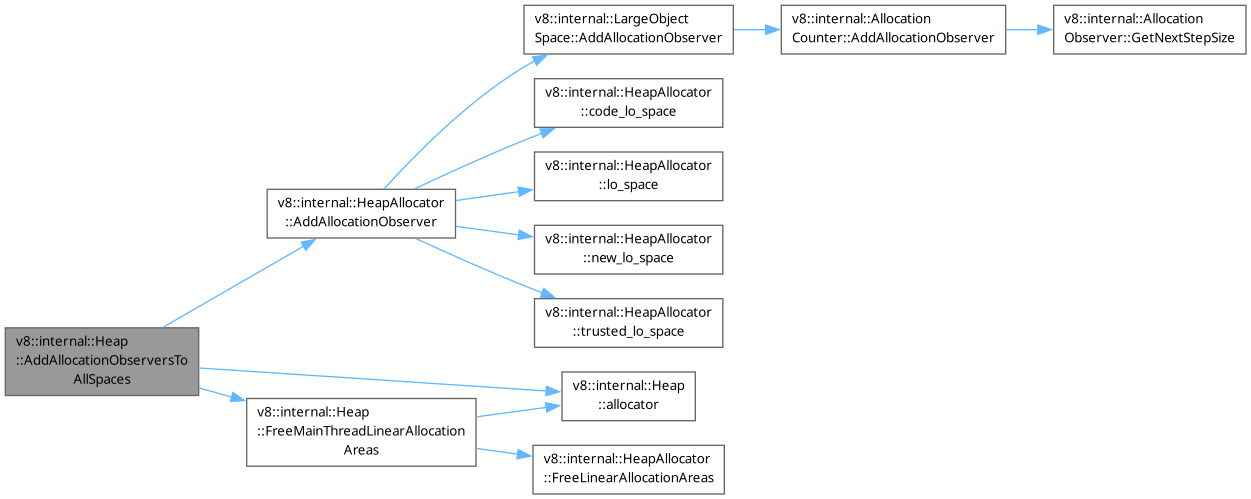 v8::internal::LargeObject
Space::AddAllocationObserver
v8::internal::Allocation
Counter::AddAllocationObserver
v8::internal::Allocation
Observer::GetNextStepSize
v8::internal::HeapAllocator
::code_lo_space
v8::internal::HeapAllocator
::lo_space
v8::internal::HeapAllocator
::AddAllocationObserver
v8::internal::HeapAllocator
::new_lo_space
v8::internal::HeapAllocator
::trusted_lo_space
v8::internal::Heap
::AddAllocationObserversTo
AllSpaces
v8::internal::Heap
::allocator
v8::internal::Heap
::FreeMainThreadLinearAllocation
Areas
v8::internal::HeapAllocator
::FreeLinearAllocationAreas